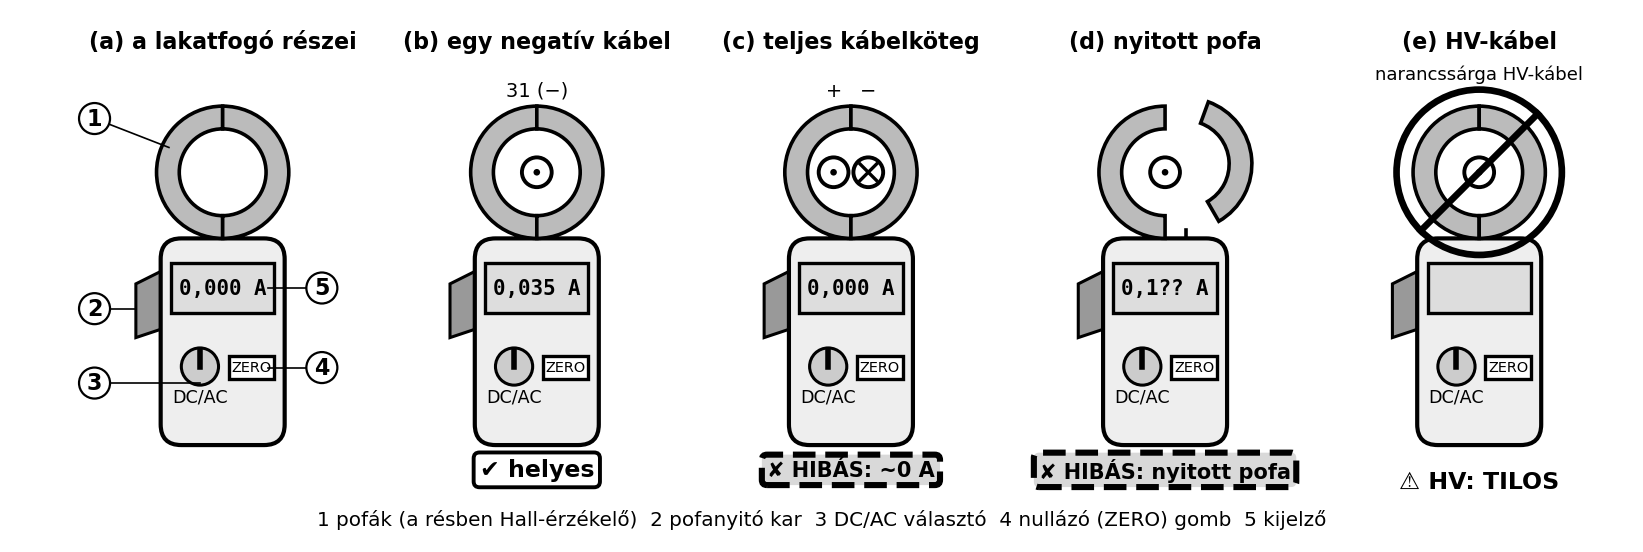 (a) a lakatfogó részei
(b) egy negatív kábel
(c) teljes kábelköteg
(d) nyitott pofa
(e) HV-kábel
31 (−)
+ −
narancssárga HV-kábel
1
2
3
0,000 A
5
ZERO
4
DC/AC
0,035 A
ZERO
DC/AC
0,000 A
ZERO
DC/AC
0,1?? A
ZERO
DC/AC
ZERO
DC/AC
✔ helyes
✘ HIBÁS: ~0 A
✘ HIBÁS: nyitott pofa
⚠ HV: TILOS
1 pofák (a résben Hall-érzékelő) 2 pofanyitó kar 3 DC/AC választó 4 nullázó (ZERO) gomb 5 kijelző